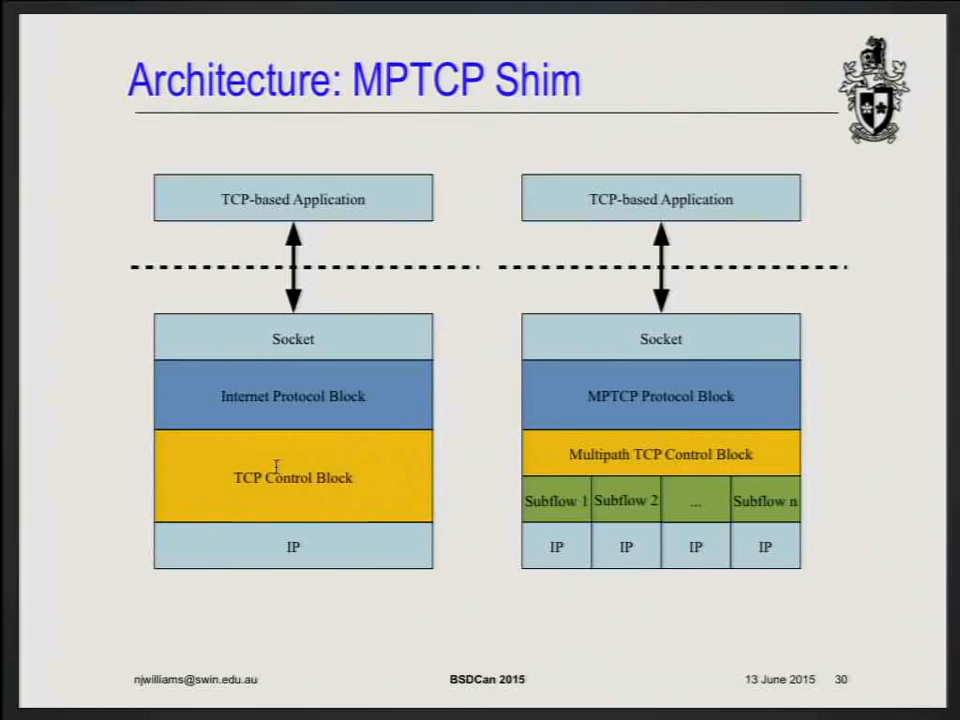 Architecture: MPTCP Shim
TCP-based Application
Socket
Internet Protocol Block
TCP Control Block
IP
TCP-based Application
Socket
MPTCP Protocol Block
Multipath TCP Control Block
Subflow 1 Subflow 2 ... Subflow n
IP IP IP IP
njwilliams@swin.edu.au BSDCan 2015 13 June 2015 30